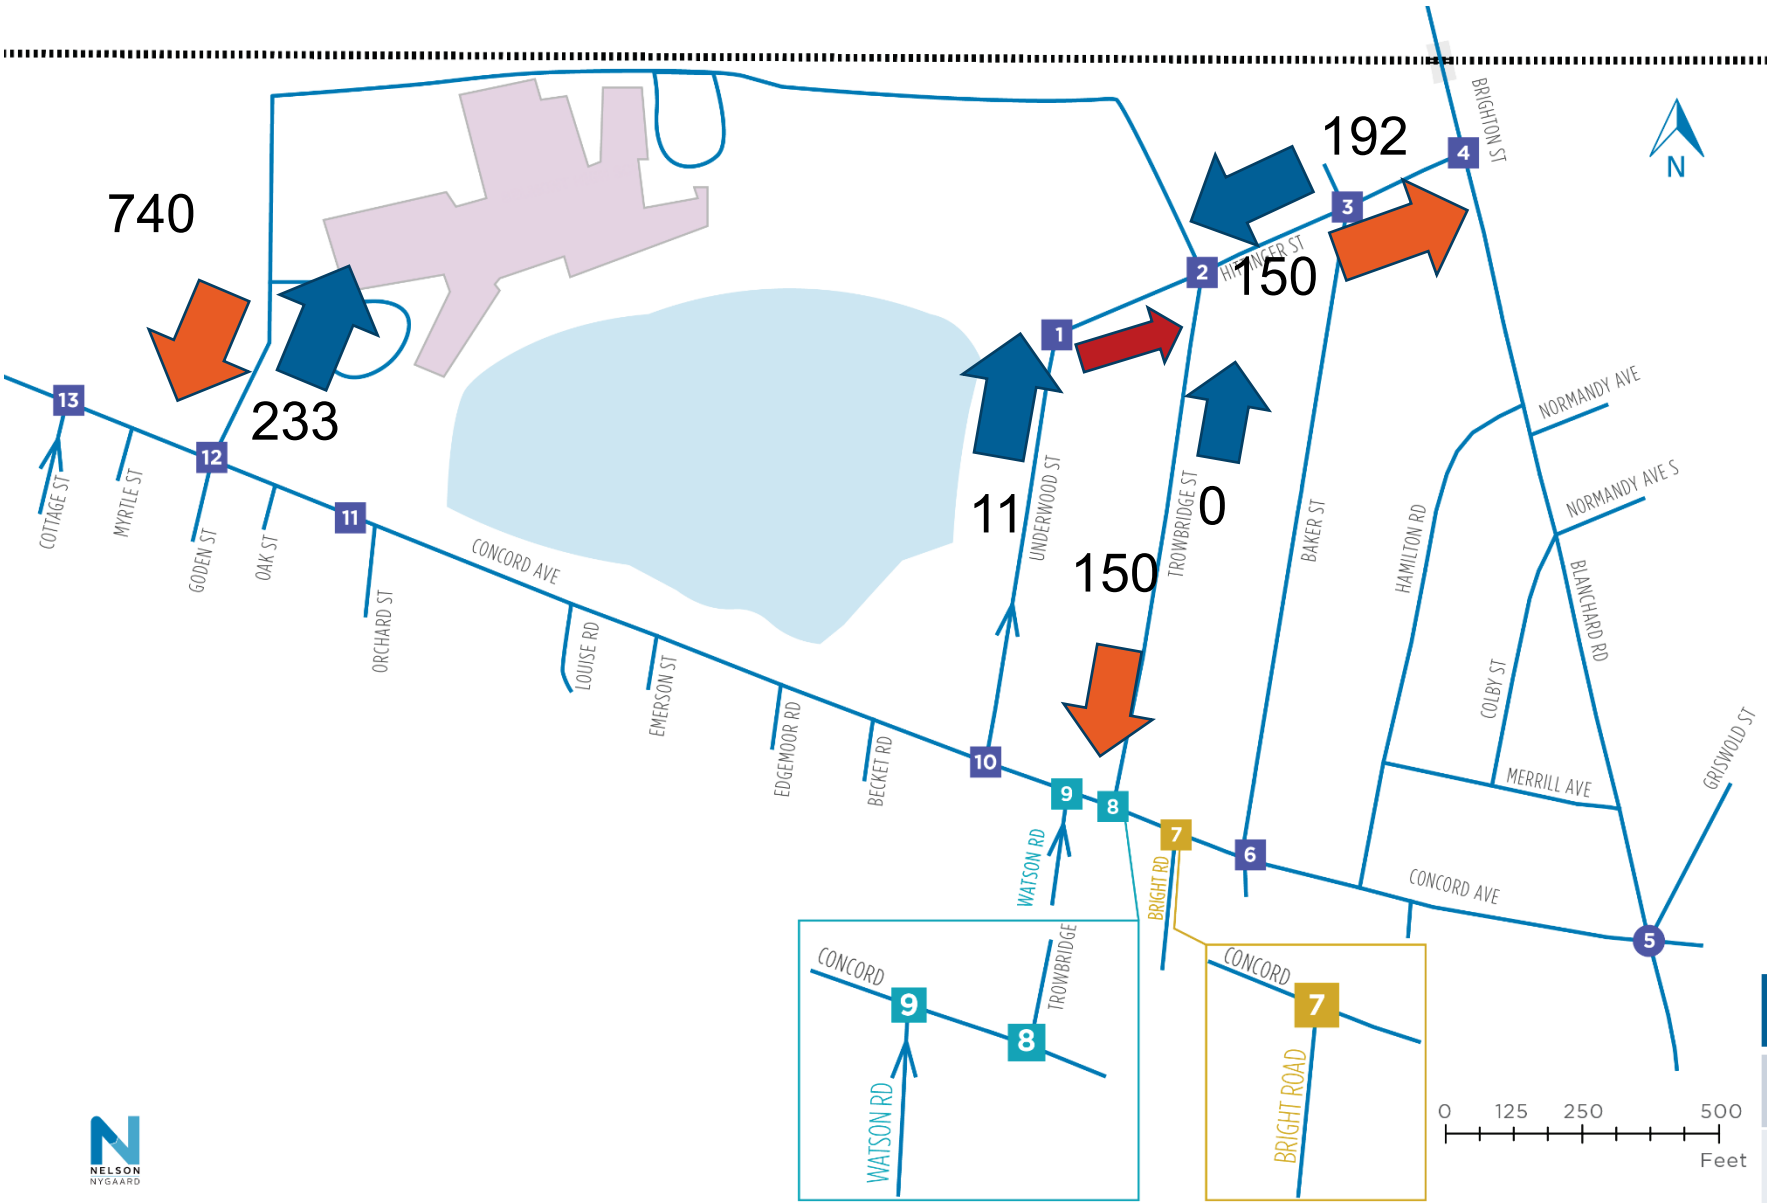 BRIGHTON ST
192
4
N
3
740
HITTINGER ST
2
150
1
233
13
12
11
COTTAGE ST
MYRTLE ST
GODEN ST
OAK ST
ORCHARD ST
CONCORD AVE
LOUISE RD
EMERSON ST
EDGEMOOR RD
BECKET RD
11
UNDERWOOD ST
0
TROWBRIDGE ST
150
BAKER ST
HAMILTON RD
NORMANDY AVE
NORMANDY AVE S
BLANCHARD RD
COLBY ST
MERRILL AVE
GRISWOLD ST
10
9
8
7
6
WATSON RD
BRIGHT RD
CONCORD AVE
5
TROWBRIDGE
CONCORD
9
8
WATSON RD
CONCORD
7
BRIGHT ROAD
0 125 250 500
Feet
NELSON
NYGAARD